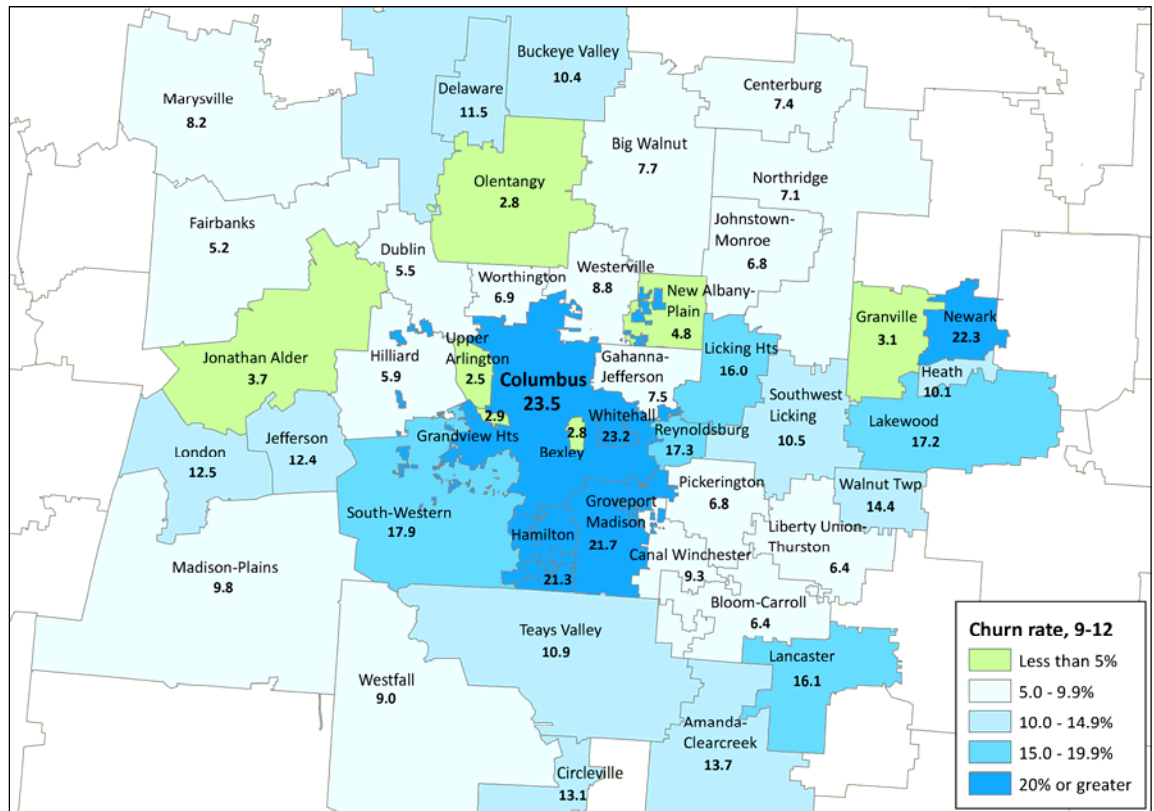 Buckeye Valley
10.4
Centerburg
7.4
Delaware
11.5
Marysville
8.2
Big Walnut
7.7
Olentangy
2.8
Northridge
7.1
Fairbanks
5.2
Johnstown-
Monroe
6.8
Dublin
5.5
Worthington
6.9
Westerville
8.8
New Albany-
Plain
4.8
Granville
3.1
Newark
22.3
Jonathan Alder
3.7
Hilliard
5.9
Upper
Arlington
2.5
Columbus
23.5
Gahanna-
Jefferson
7.5
Licking Hts
16.0
Heath
10.1
Southwest
Licking
10.5
Lakewood
17.2
2.9
Grandview Hts
2.8
Bexley
Whitehall
23.2
Reynoldsburg
17.3
Jefferson
12.4
London
12.5
Pickerington
6.8
Walnut Twp
14.4
South-Western
17.9
Groveport
Madison
21.7
Hamilton
21.3
Liberty Union-
Thurston
6.4
Canal Winchester
9.3
Madison-Plains
9.8
Bloom-Carroll
6.4
Teays Valley
10.9
Lancaster
16.1
Westfall
9.0
Amanda-
Clearcreek
13.7
Circleville
13.1
Churn rate, 9-12
Less than 5%
5.0 - 9.9%
10.0 - 14.9%
15.0 - 19.9%
20% or greater